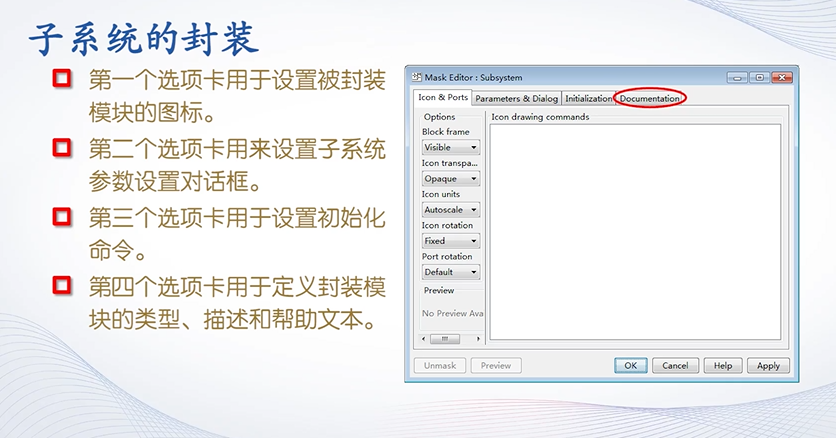 子系统的封装
第一个选项卡用于设置被封装
模块的图标。
第二个选项卡用来设置子系统
参数设置对话框。
第三个选项卡用于设置初始化
命令。
第四个选项卡用于定义封装模
块的类型、描述和帮助文本。
Mask Editor : Subsystem
Icon & Ports
Parameters & Dialog
Initialization
Documentation
Options
Block frame
Visible
Icon transpa...
Opaque
Icon units
Autoscale
Icon rotation
Fixed
Port rotation
Default
Preview
No Preview Ava
Icon drawing commands
Unmask
Preview
OK
Cancel
Help
Apply